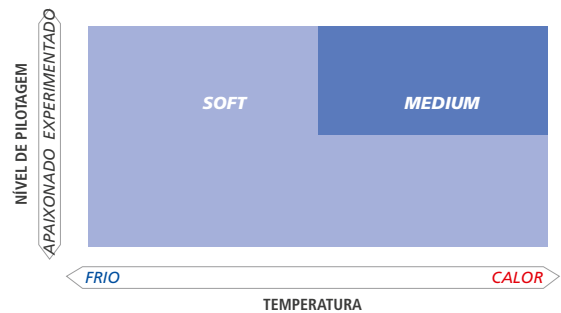 NÍVEL DE PILOTAGEM
APAIXONADO EXPERIMENTADO
SOFT
MEDIUM
FRIO
CALOR
TEMPERATURA